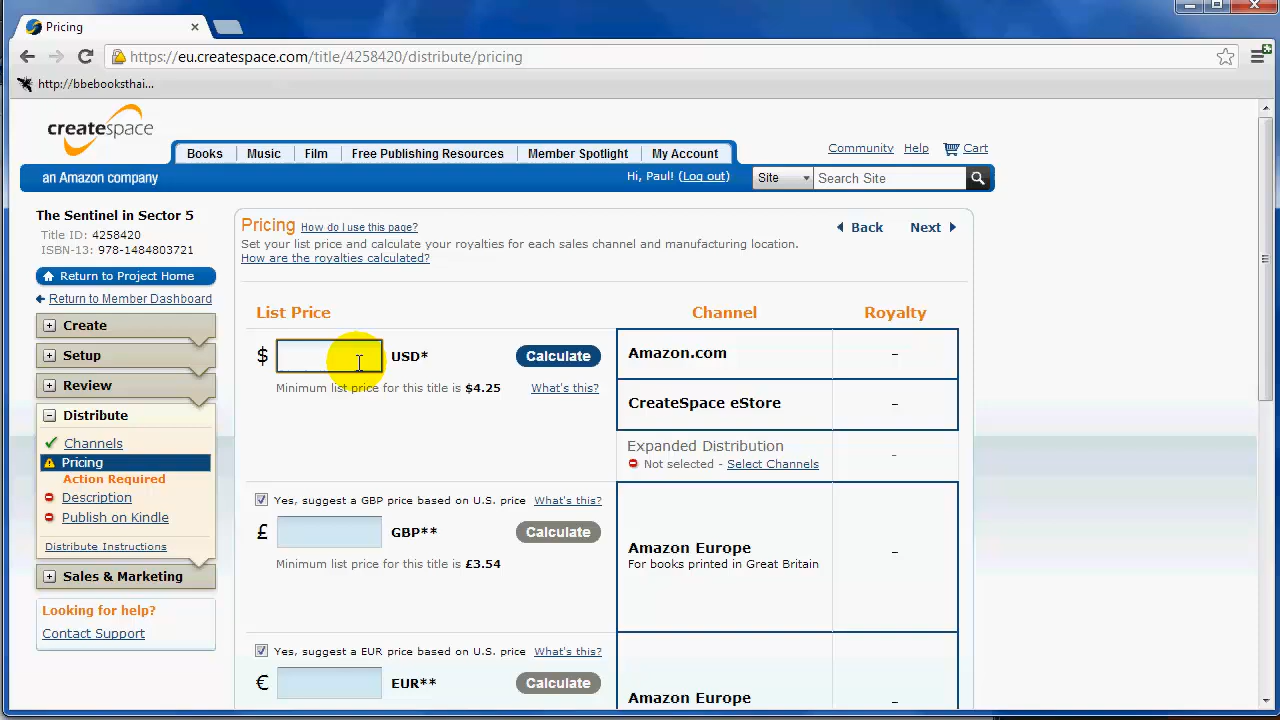 Pricing
https://eu.createspace.com/title/4258420/distribute/pricing
http://bbebooksthai...
createspace
Books Music Film Free Publishing Resources Member Spotlight My Account
Community Help Cart
an Amazon company
Hi, Paul! (Log out)
Site
Search Site
The Sentinel in Sector 5
Title ID: 4258420
ISBN-13: 978-1484803721
Return to Project Home
Return to Member Dashboard
Create
Setup
Review
Distribute
Channels
Pricing
Action Required
Description
Publish on Kindle
Distribute Instructions
Sales & Marketing
Looking for help?
Contact Support
Pricing How do I use this page?
Back Next
Set your list price and calculate your royalties for each sales channel and manufacturing location.
How are the royalties calculated?
List Price Channel Royalty
$ USD* Calculate
Minimum list price for this title is $4.25 What's this?
Amazon.com –
CreateSpace eStore –
Expanded Distribution -
Not selected - Select Channels
Yes, suggest a GBP price based on U.S. price What's this?
£ GBP** Calculate
Minimum list price for this title is £3.54
Amazon Europe –
For books printed in Great Britain
Yes, suggest a EUR price based on U.S. price What's this?
€ EUR** Calculate
Amazon Europe –